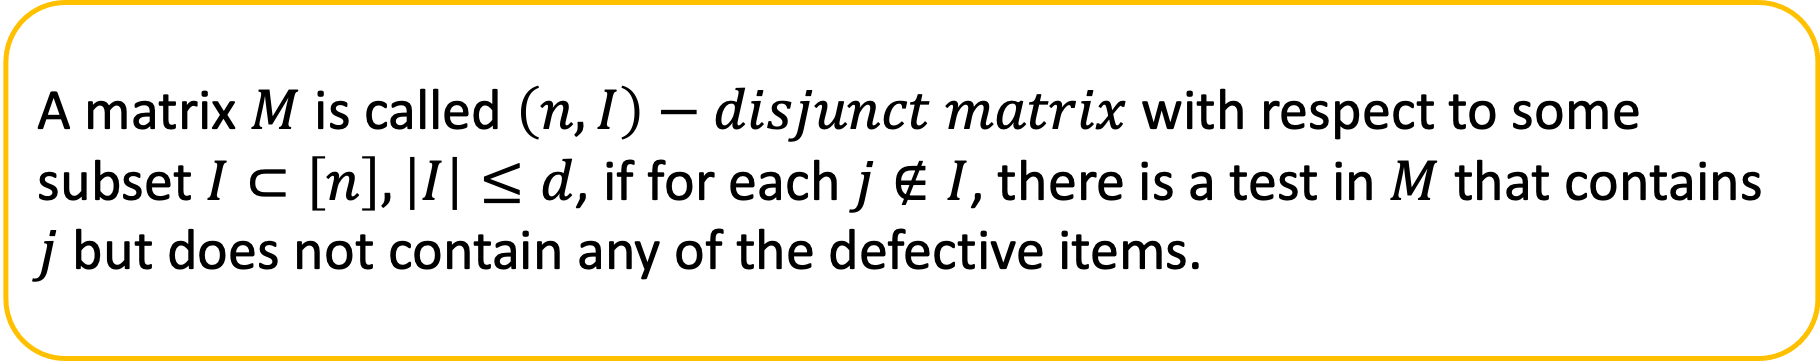 A matrix M is called (n, I) − disjunct matrix with respect to some
subset I ⊂ [n], |I| ≤ d, if for each j ∉ I, there is a test in M that contains
j but does not contain any of the defective items.